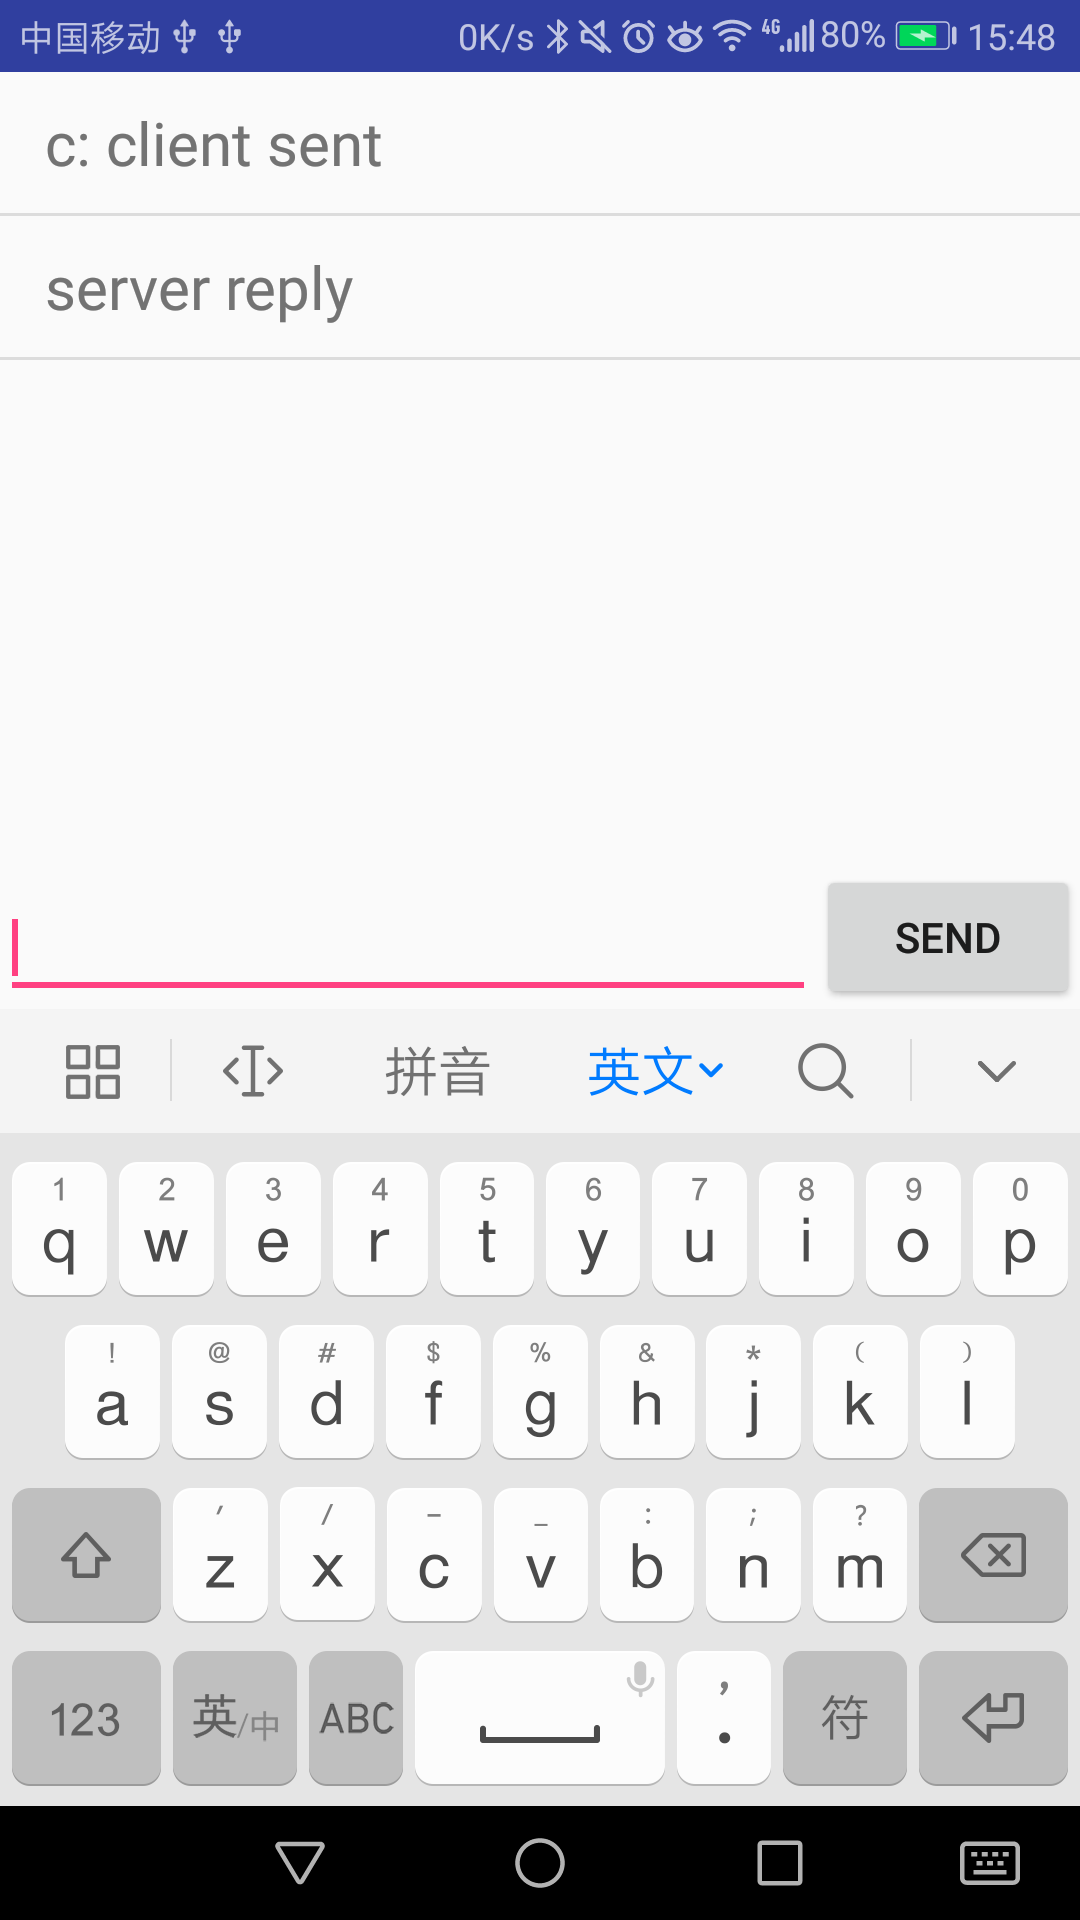 中国移动 0K/s 4G 80% 15:48
c: client sent
server reply
SEND
拼音 英文
1 2 3 4 5 6 7 8 9 0
q w e r t y u i o p
! @ # $ % & * ( )
a s d f g h j k l
' / - _ : ; ?
z x c v b n m
123 英/中 ABC , . 符